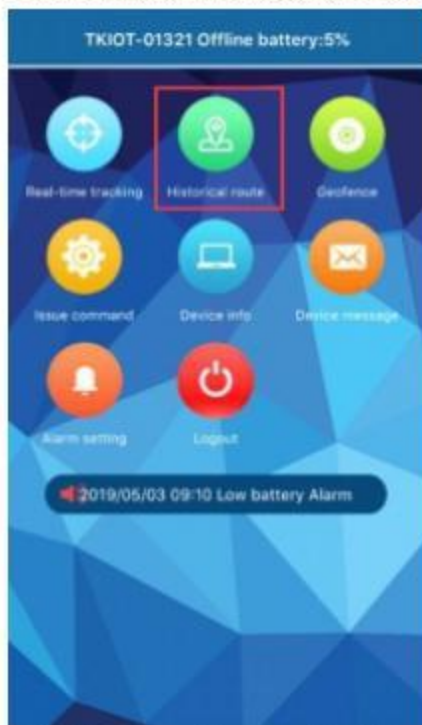 TKIOT-01321 Offline battery:5%
Real-time tracking
Historical route
Geofence
Issue command
Device info
Device message
Alarm setting
Logout
2019/05/03 09:10 Low battery Alarm